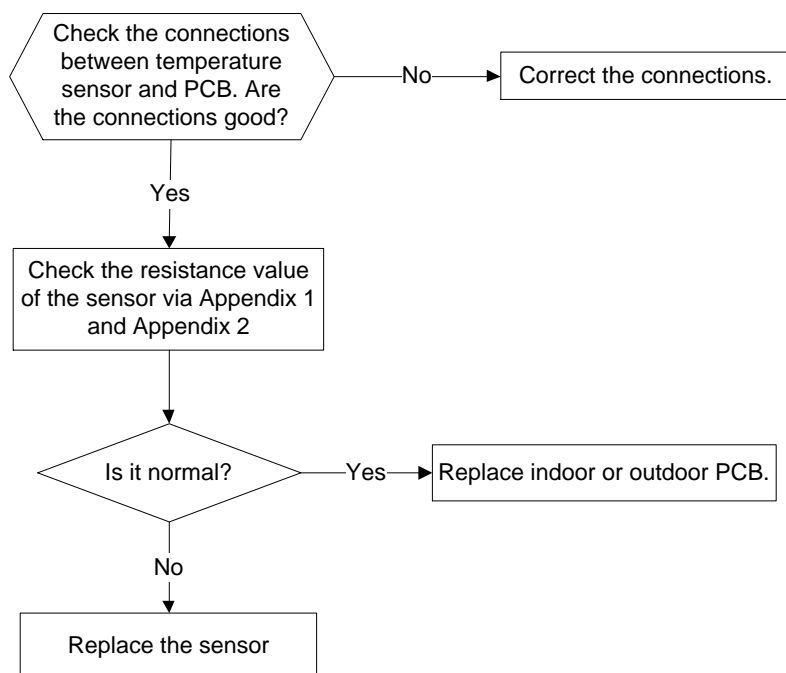 Check the connections
between temperature
sensor and PCB. Are
the connections good?
No
Correct the connections.
Yes
Check the resistance value
of the sensor via Appendix 1
and Appendix 2
Is it normal?
Yes
Replace indoor or outdoor PCB.
No
Replace the sensor